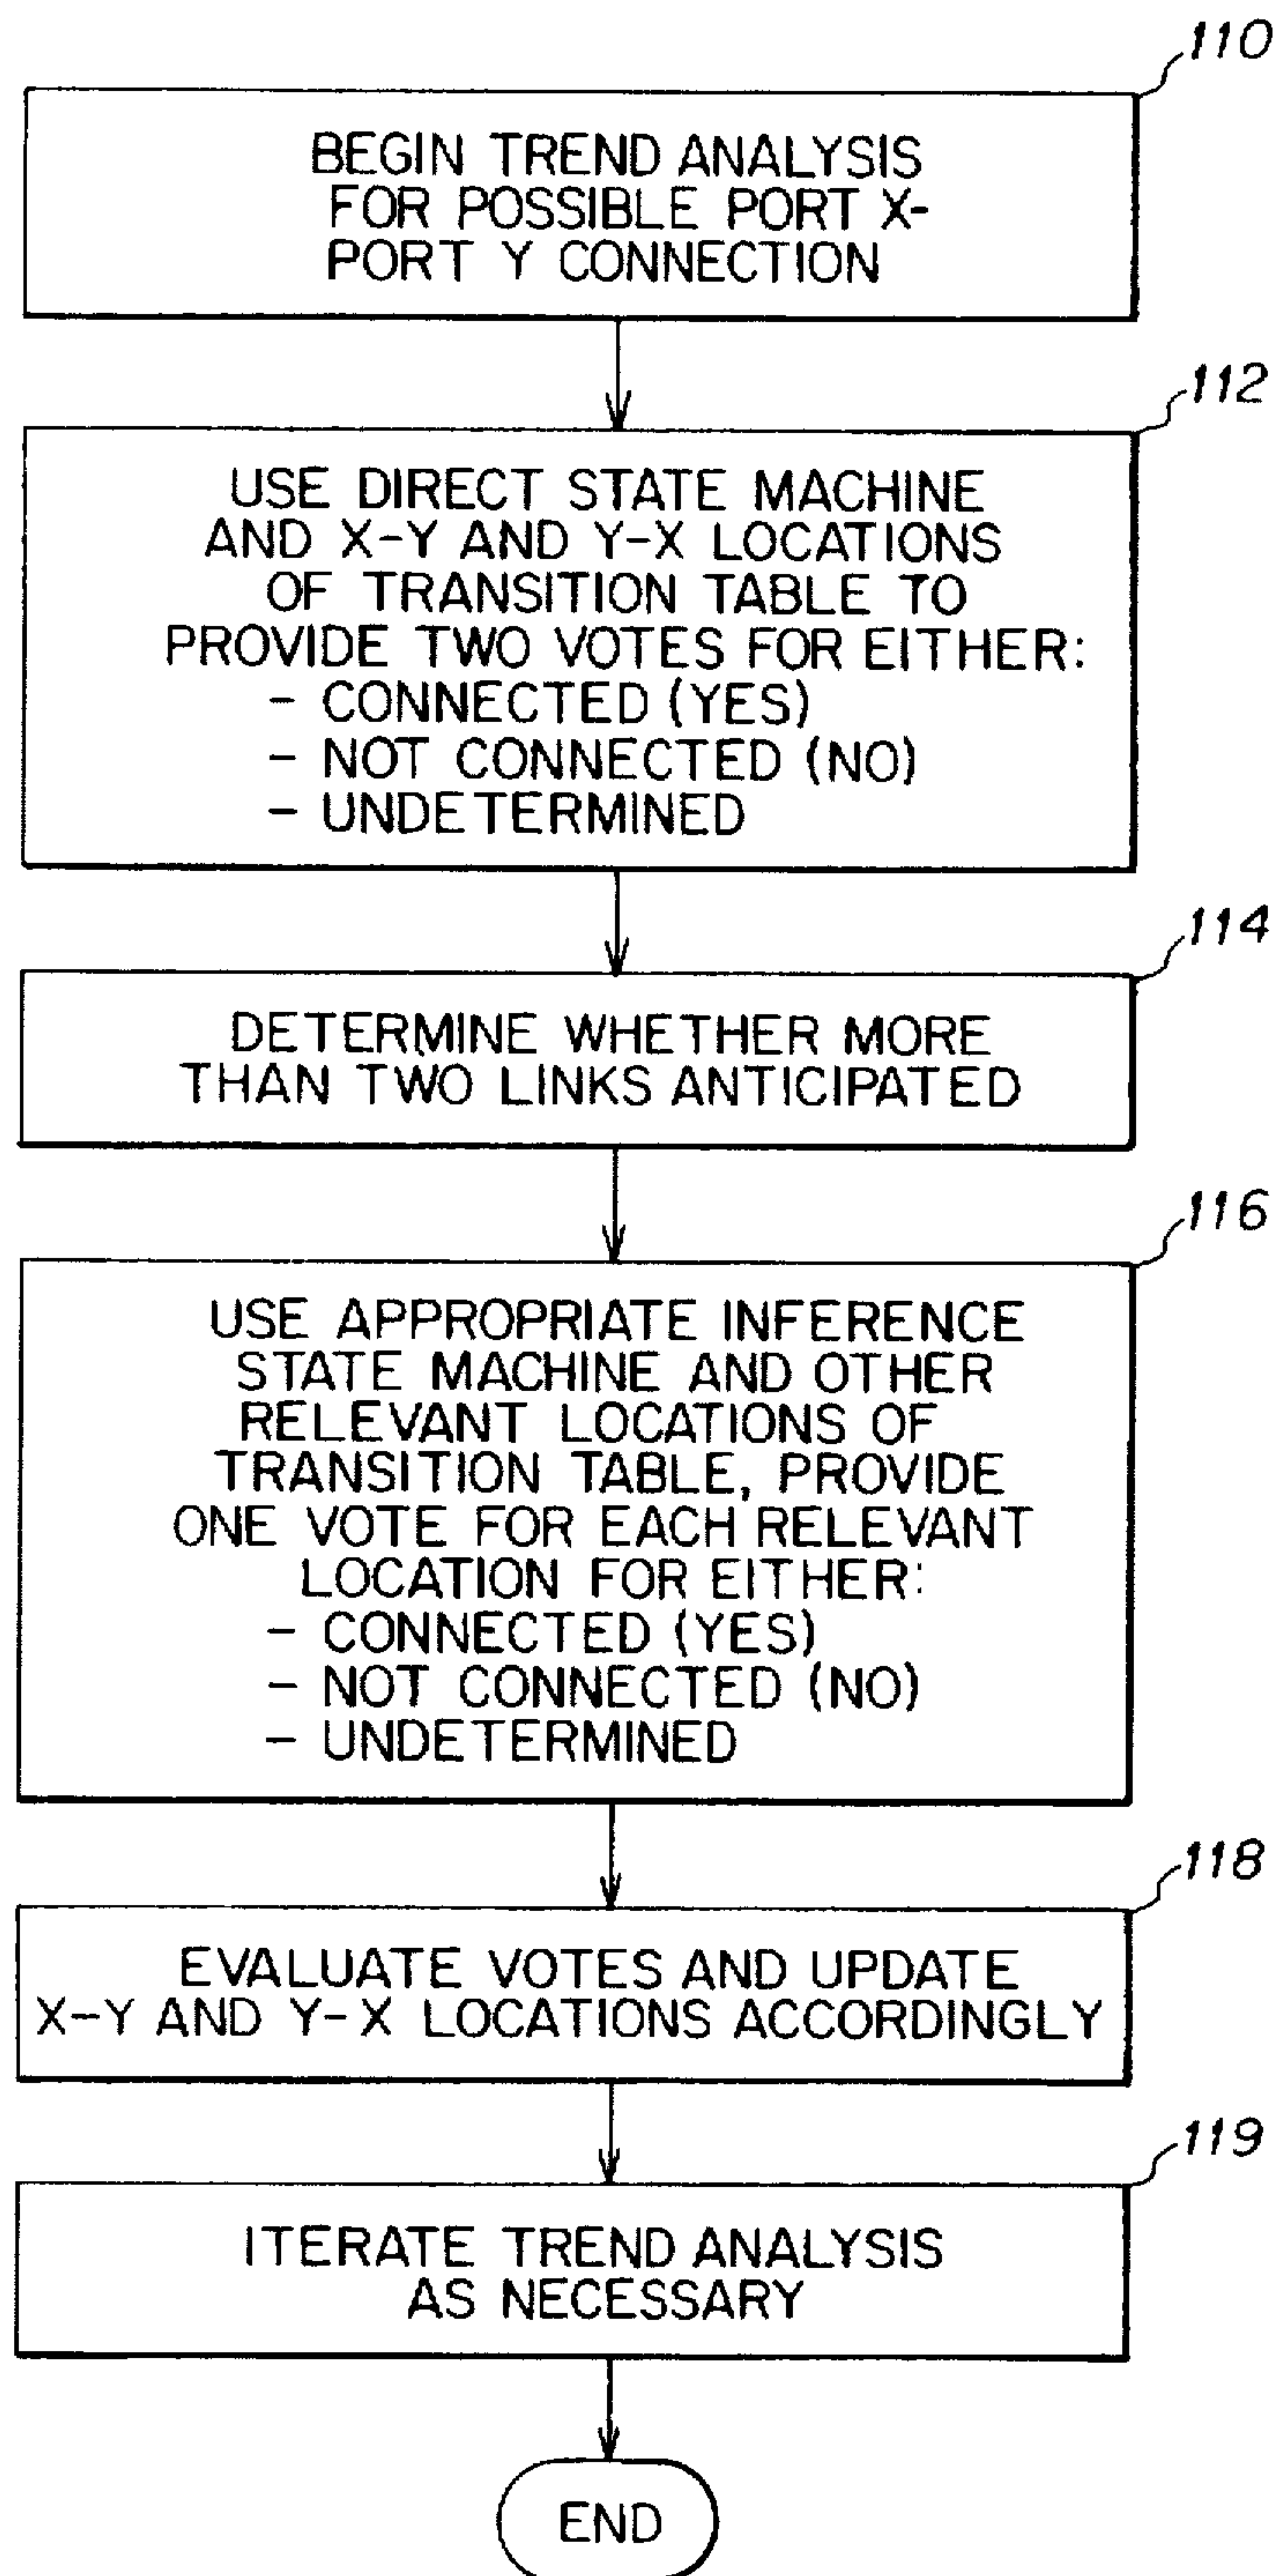 110
BEGIN TREND ANALYSIS
FOR POSSIBLE PORT X-
PORT Y CONNECTION
112
USE DIRECT STATE MACHINE
AND X-Y AND Y-X LOCATIONS
OF TRANSITION TABLE TO
PROVIDE TWO VOTES FOR EITHER:
- CONNECTED (YES)
- NOT CONNECTED (NO)
- UNDETERMINED
114
DETERMINE WHETHER MORE
THAN TWO LINKS ANTICIPATED
116
USE APPROPRIATE INFERENCE
STATE MACHINE AND OTHER
RELEVANT LOCATIONS OF
TRANSITION TABLE, PROVIDE
ONE VOTE FOR EACH RELEVANT
LOCATION FOR EITHER:
- CONNECTED (YES)
- NOT CONNECTED (NO)
- UNDETERMINED
118
EVALUATE VOTES AND UPDATE
X-Y AND Y-X LOCATIONS ACCORDINGLY
119
ITERATE TREND ANALYSIS
AS NECESSARY
END